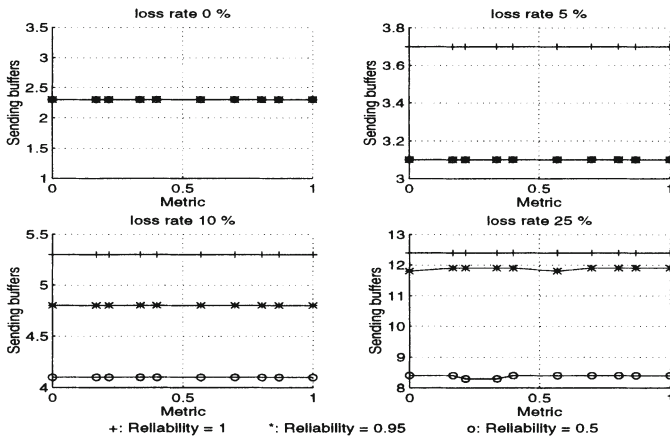 loss rate 0 %
3.5
3
2.5
2
1.5
1
Sending buffers
0
0.5
1
Metric
loss rate 5 %
3.8
3.6
3.4
3.2
3
Sending buffers
0
0.5
1
Metric
loss rate 10 %
5.5
5
4.5
4
Sending buffers
0
0.5
1
Metric
loss rate 25 %
13
12
11
10
9
8
Sending buffers
0
0.5
1
Metric
+: Reliability = 1
*: Reliability = 0.95
o: Reliability = 0.5